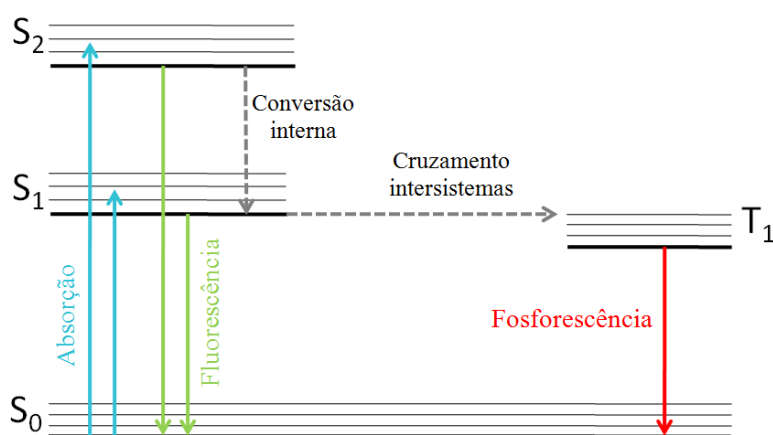 S2
Conversão
interna
Cruzamento
intersistemas
S1
T1
Absorção
Fluorescência
Fosforescência
S0